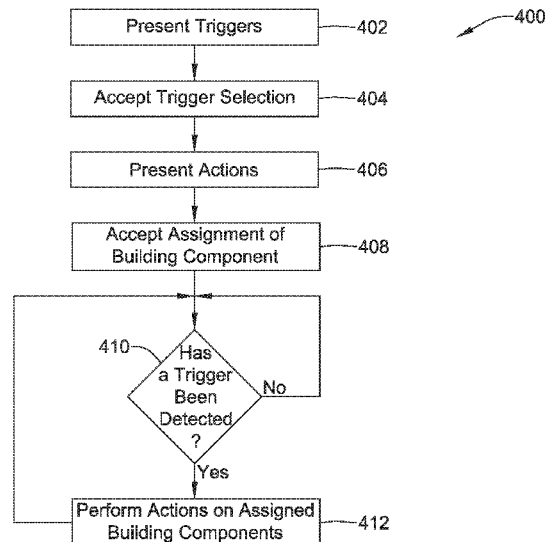 400
Present Triggers
402
Accept Trigger Selection
404
Present Actions
406
Accept Assignment of
Building Component
408
410
Has
a Trigger
Been
Detected
?
No
Yes
Perform Actions on Assigned
Building Components
412